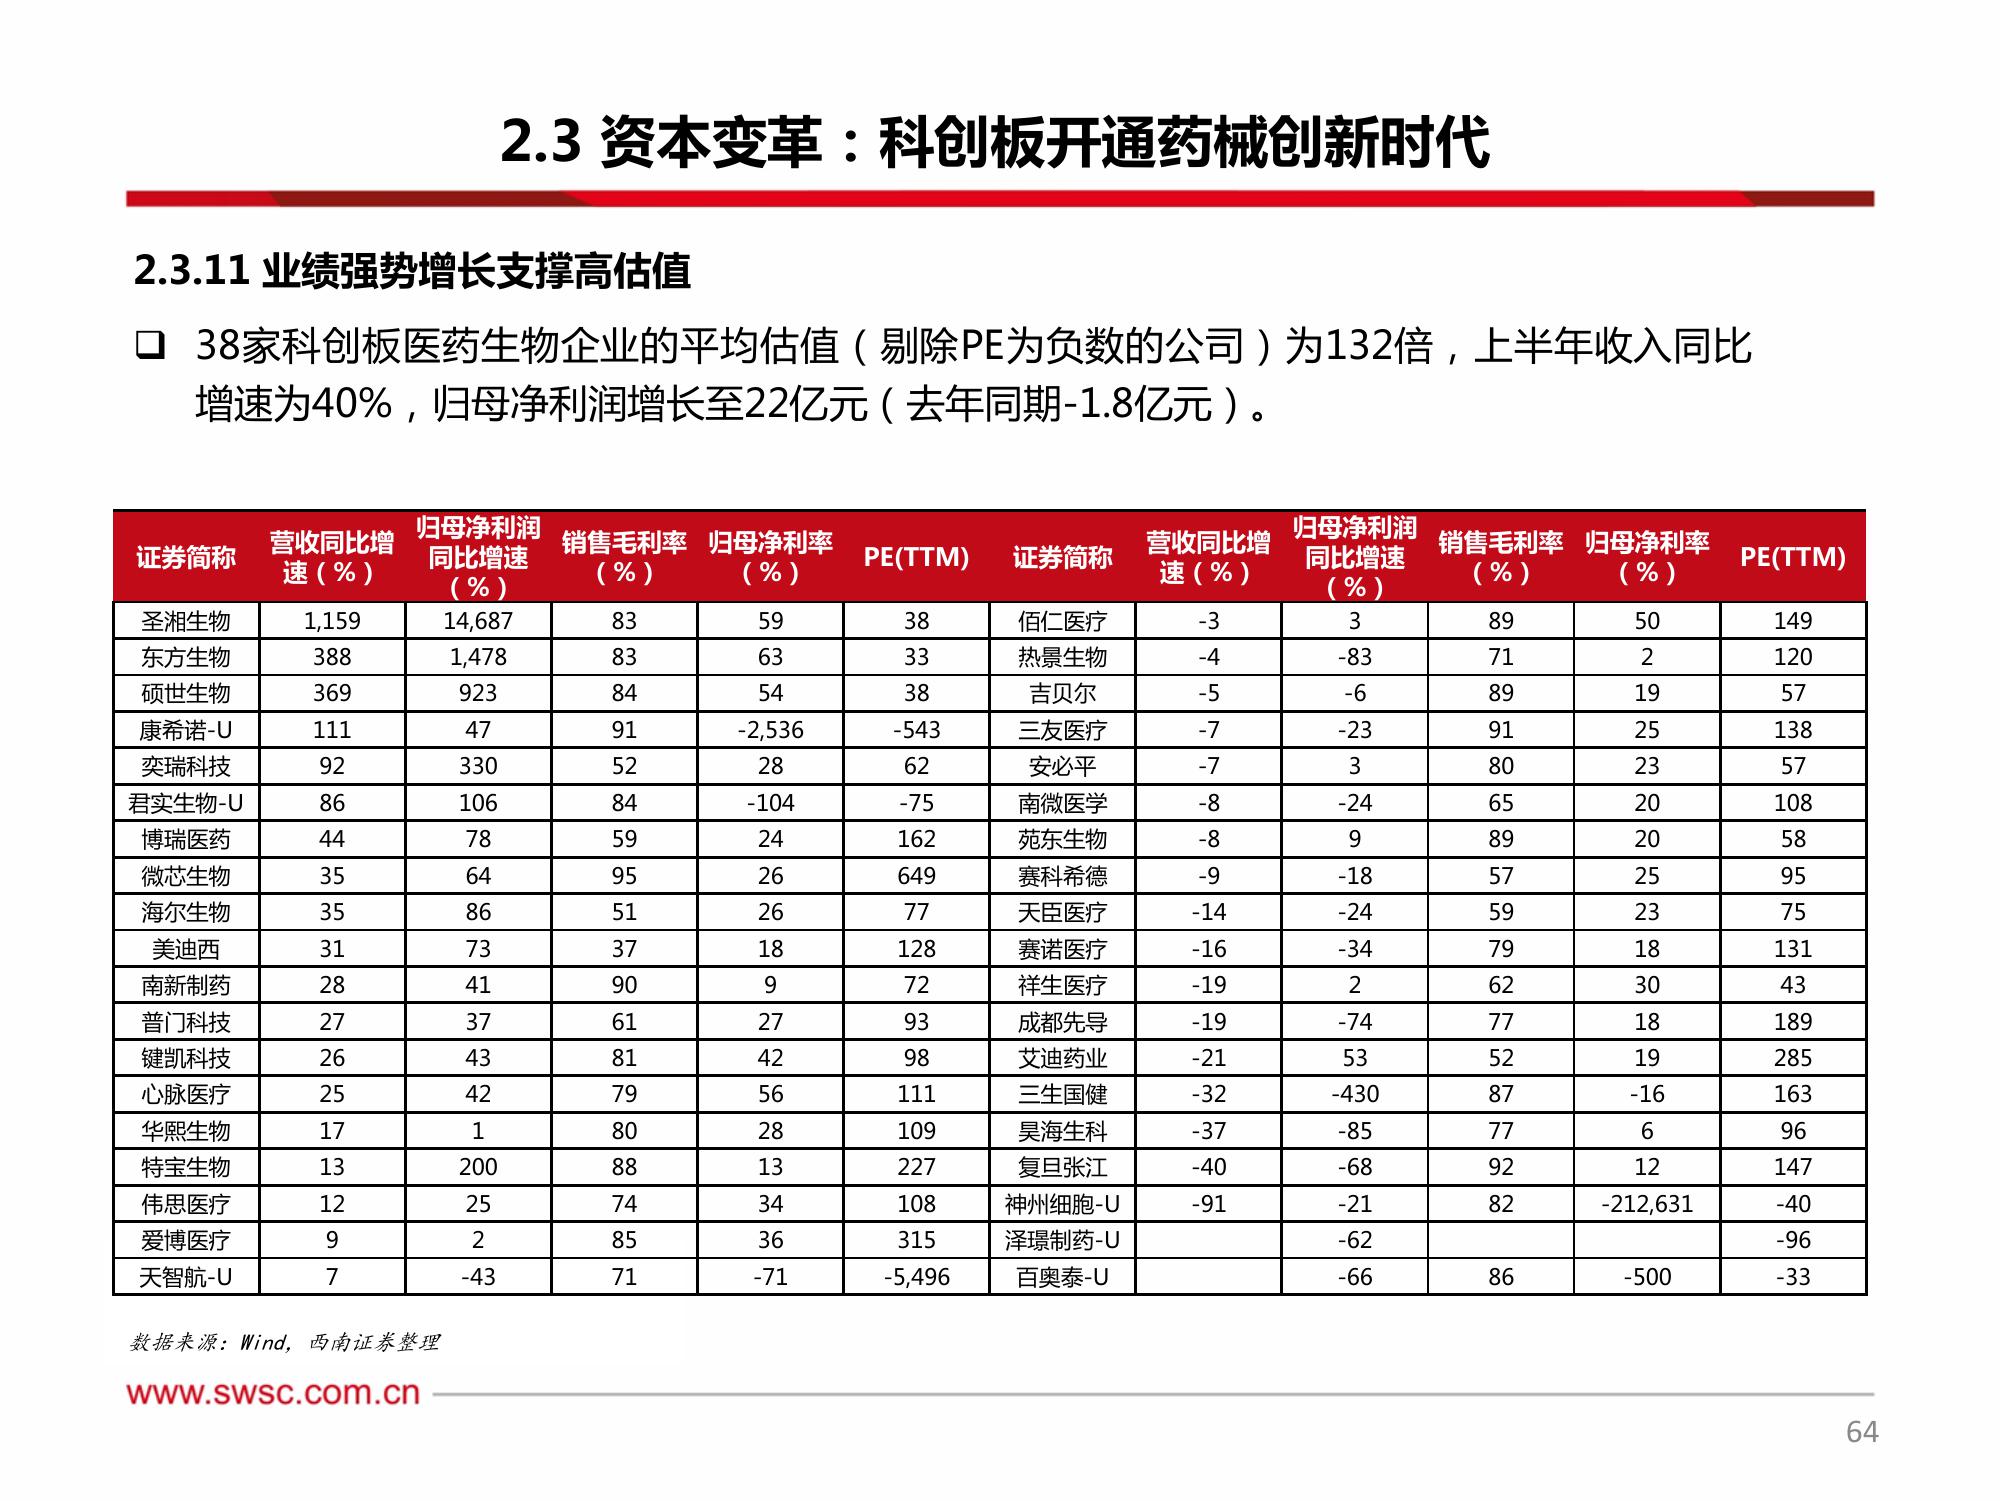 2.3 资本变革：科创板开通药械创新时代
2.3.11 业绩强势增长支撑高估值
❑ 38家科创板医药生物企业的平均估值（剔除PE为负数的公司）为132倍，上半年收入同比
增速为40%，归母净利润增长至22亿元（去年同期-1.8亿元）。
证券简称 营收同比增速（%） 归母净利润同比增速（%） 销售毛利率（%） 归母净利率（%） PE(TTM) 证券简称 营收同比增速（%） 归母净利润同比增速（%） 销售毛利率（%） 归母净利率（%） PE(TTM)
圣湘生物 1,159 14,687 83 59 38 佰仁医疗 -3 3 89 50 149
东方生物 388 1,478 83 63 33 热景生物 -4 -83 71 2 120
硕世生物 369 923 84 54 38 吉贝尔 -5 -6 89 19 57
康希诺-U 111 47 91 -2,536 -543 三友医疗 -7 -23 91 25 138
奕瑞科技 92 330 52 28 62 安必平 -7 3 80 23 57
君实生物-U 86 106 84 -104 -75 南微医学 -8 -24 65 20 108
博瑞医药 44 78 59 24 162 苑东生物 -8 9 89 20 58
微芯生物 35 64 95 26 649 赛科希德 -9 -18 57 25 95
海尔生物 35 86 51 26 77 天臣医疗 -14 -24 59 23 75
美迪西 31 73 37 18 128 赛诺医疗 -16 -34 79 18 131
南新制药 28 41 90 9 72 祥生医疗 -19 2 62 30 43
普门科技 27 37 61 27 93 成都先导 -19 -74 77 18 189
键凯科技 26 43 81 42 98 艾迪药业 -21 53 52 19 285
心脉医疗 25 42 79 56 111 三生国健 -32 -430 87 -16 163
华熙生物 17 1 80 28 109 昊海生科 -37 -85 77 6 96
特宝生物 13 200 88 13 227 复旦张江 -40 -68 92 12 147
伟思医疗 12 25 74 34 108 神州细胞-U -91 -21 82 -212,631 -40
爱博医疗 9 2 85 36 315 泽璟制药-U -62 -96
天智航-U 7 -43 71 -71 -5,496 百奥泰-U -66 86 -500 -33
数据来源：Wind，西南证券整理
www.swsc.com.cn
64